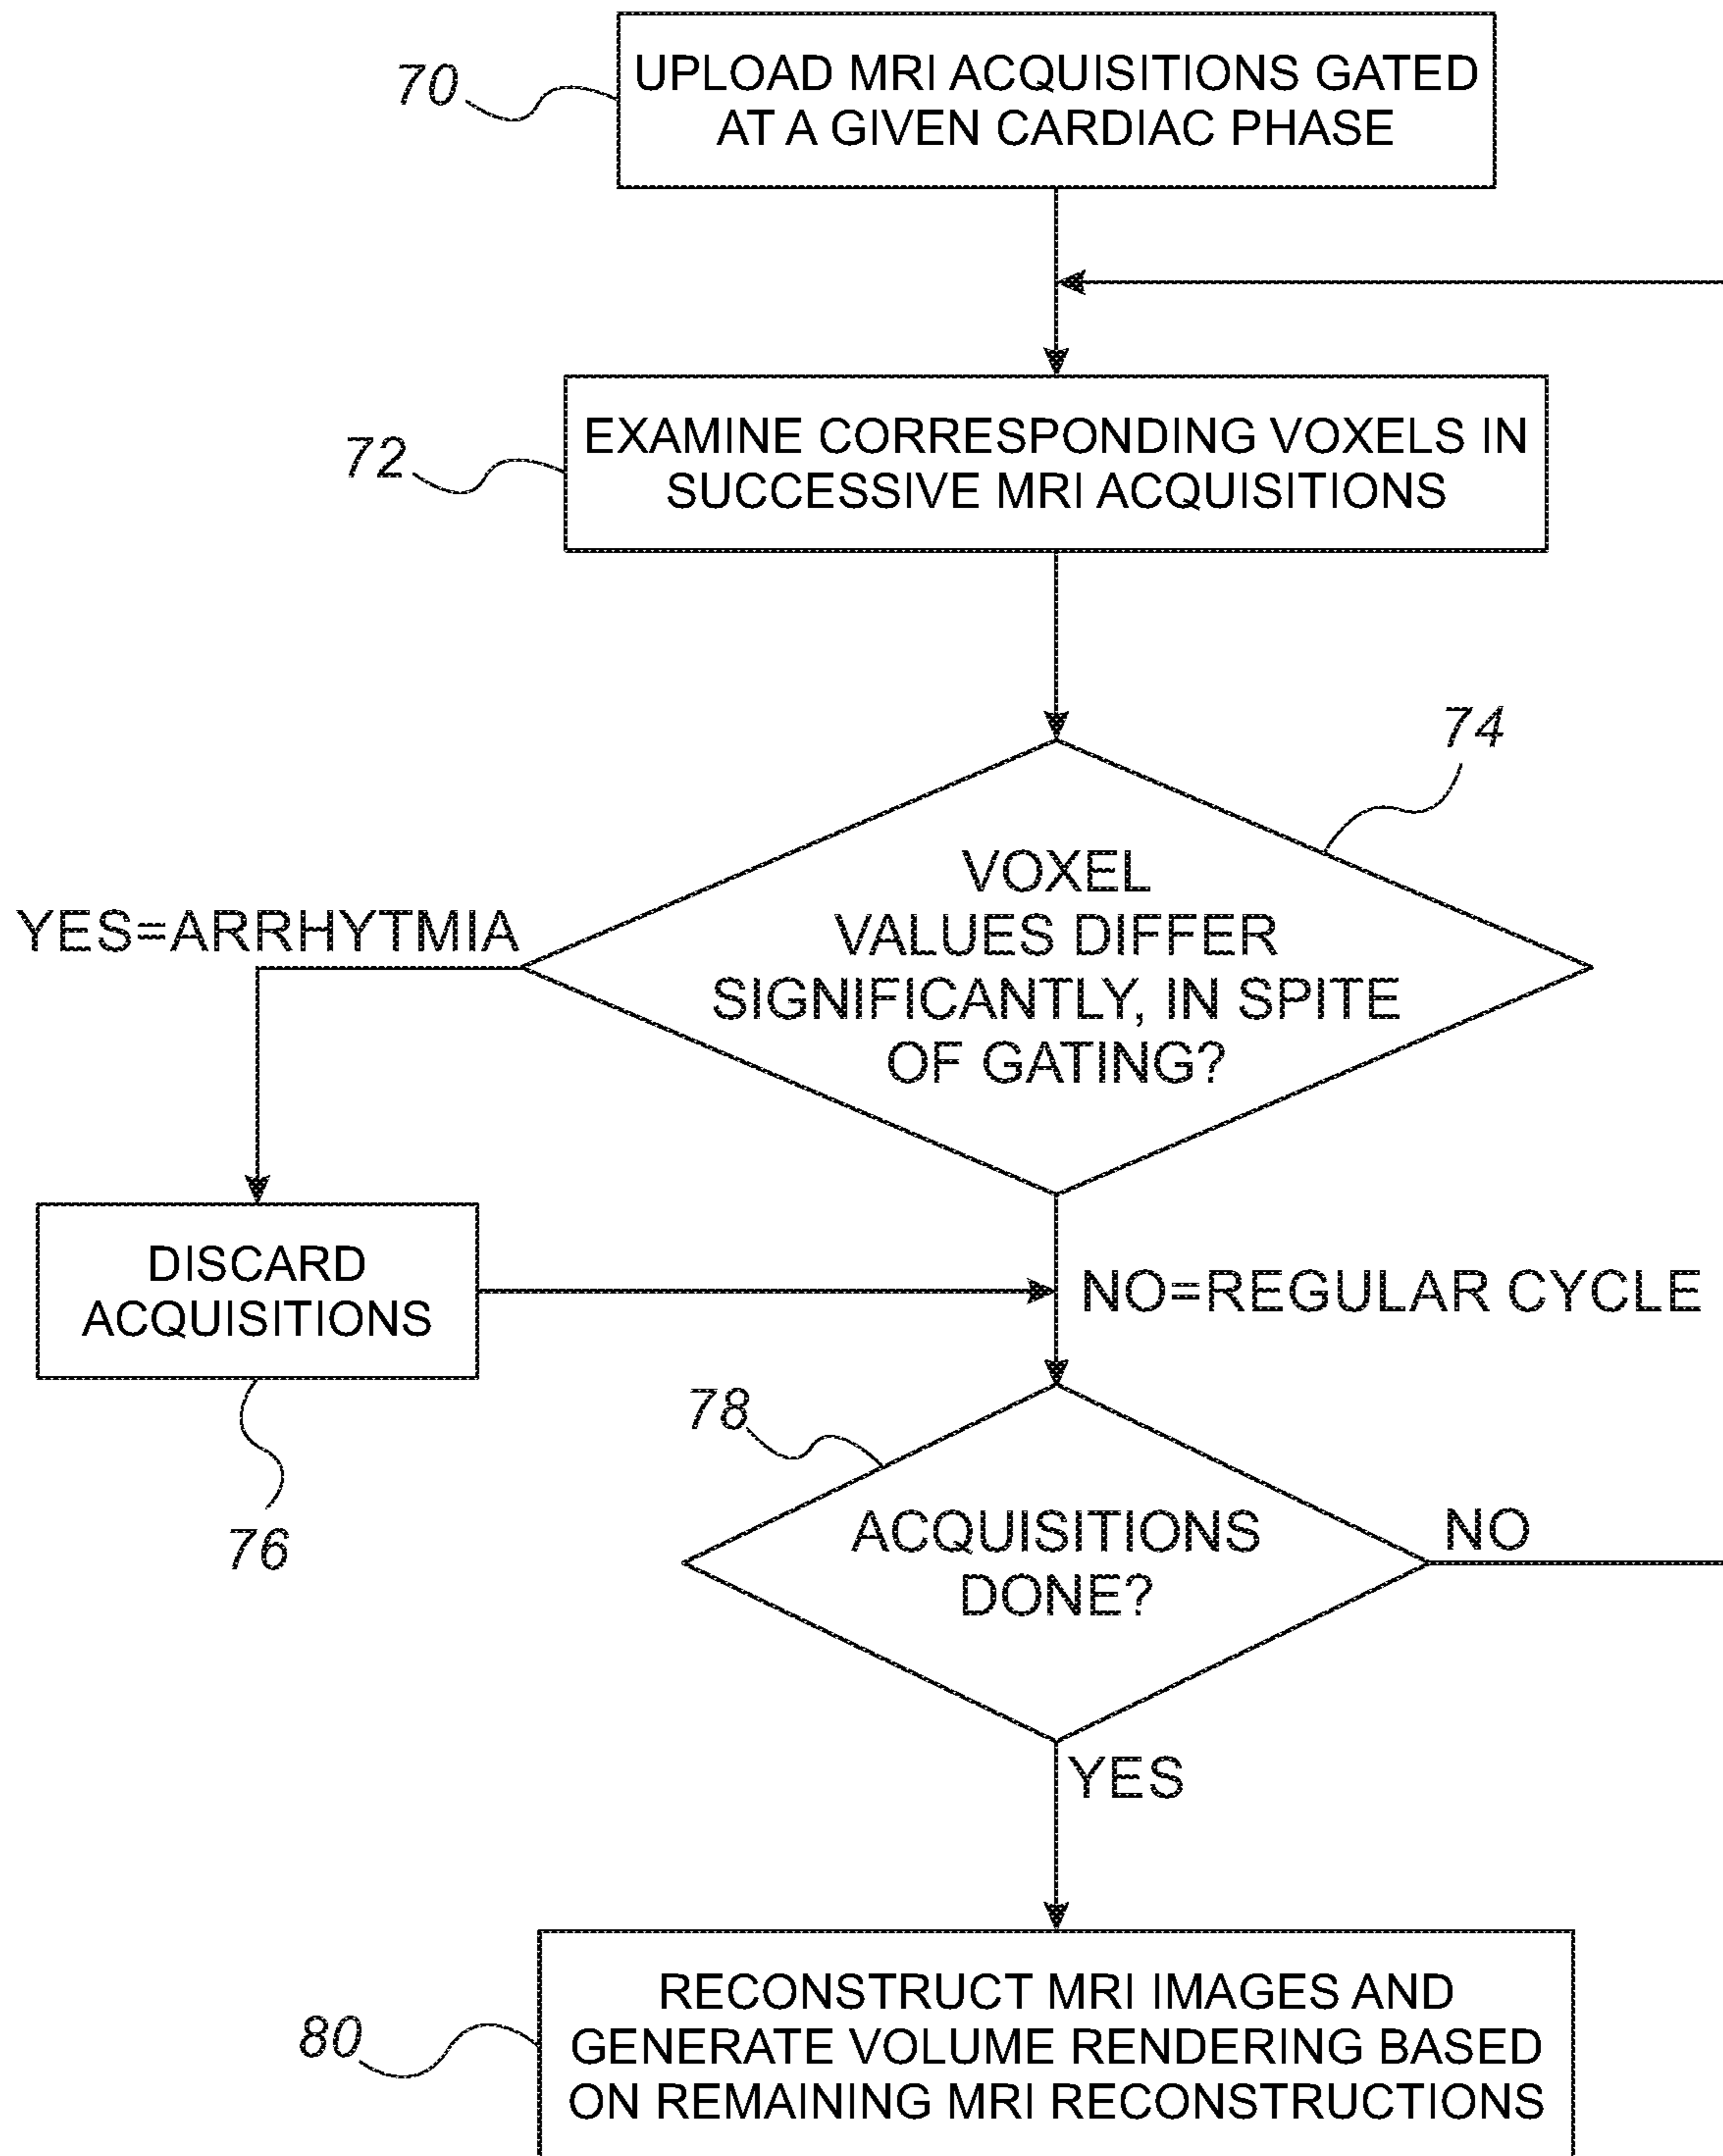 70
UPLOAD MRI ACQUISITIONS GATED
AT A GIVEN CARDIAC PHASE
72
EXAMINE CORRESPONDING VOXELS IN
SUCCESSIVE MRI ACQUISITIONS
74
VOXEL
VALUES DIFFER
SIGNIFICANTLY, IN SPITE
OF GATING?
YES=ARRHYTMIA
DISCARD
ACQUISITIONS
76
NO=REGULAR CYCLE
78
ACQUISITIONS
DONE?
NO
YES
80
RECONSTRUCT MRI IMAGES AND
GENERATE VOLUME RENDERING BASED
ON REMAINING MRI RECONSTRUCTIONS